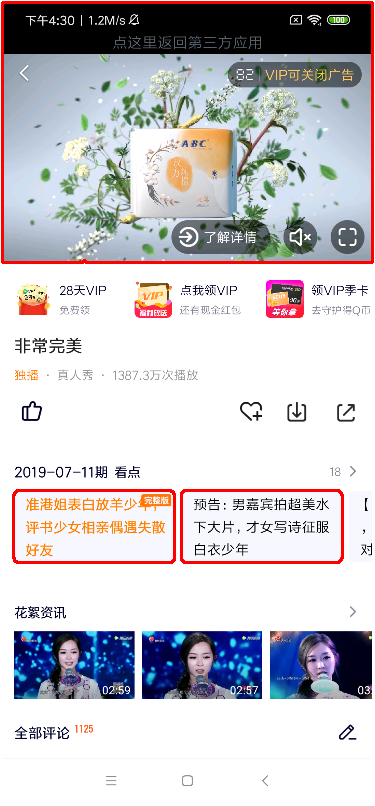 下午4:30 | 1.2M/s
100
点这里返回第三方应用
82 VIP可关闭广告
ABC
了解详情
28天VIP
免费领
VIP
点我领VIP
还有现金红包
领VIP季卡
去守护得Q币
非常完美
独播 · 真人秀 · 1387.3万次播放
2019-07-11期 看点
18
准港姐表白放羊少年
完整版
评书少女相亲偶遇失散
好友
预告：男嘉宾拍超美水
下大片，才女写诗征服
白衣少年
【
，
对
花絮资讯
02:59
02:57
03:
全部评论 1125